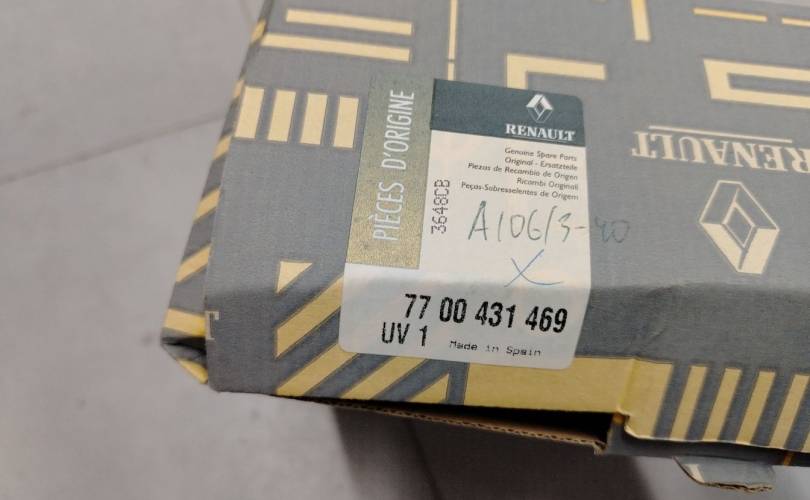 RENAULT
PIÈCES D'ORIGINE
Genuine Spare Parts
Original - Ersatzteile
Piezas de Recambio de Origen
Ricambi Originali
Peças-Sobresselentes de Origem
3648CB
A106/3-40
X
77 00 431 469
UV 1 Made in Spain
RENAULT